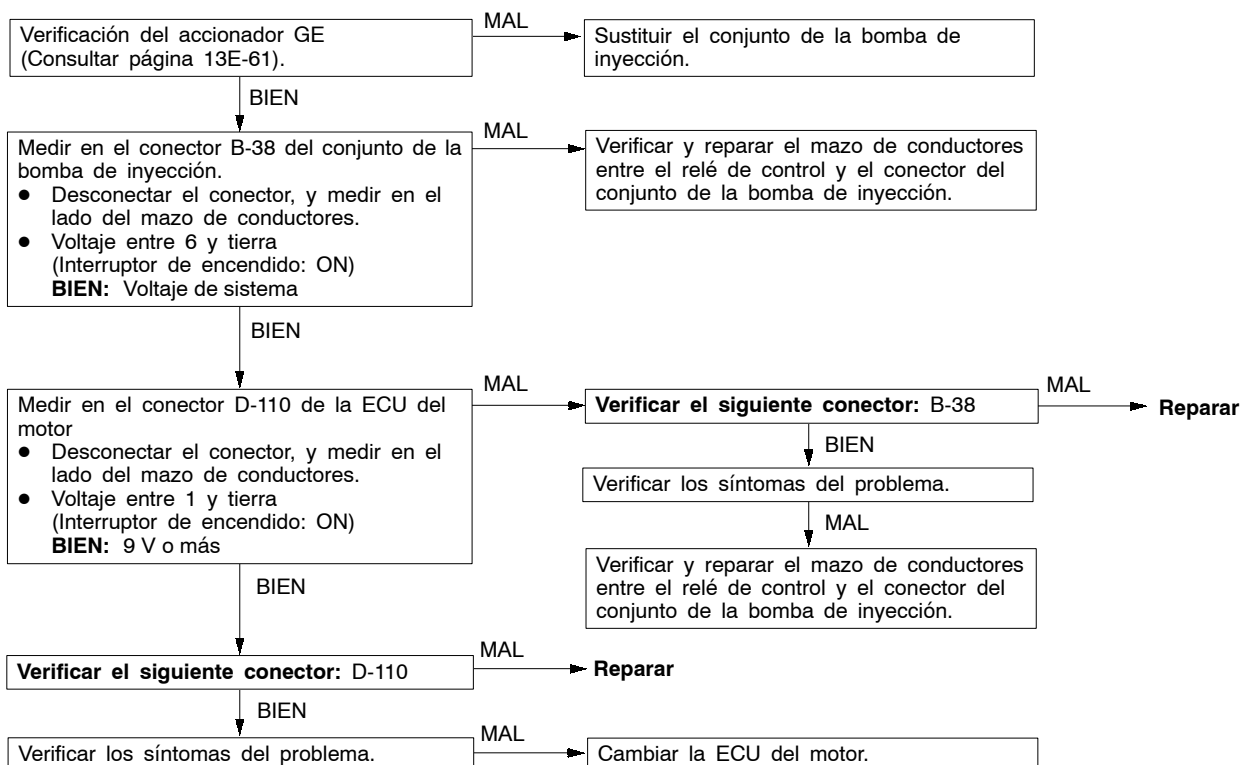 Verificación del accionador GE
(Consultar página 13E-61).
MAL
Sustituir el conjunto de la bomba de
inyección.
BIEN
Medir en el conector B-38 del conjunto de la
bomba de inyección.
● Desconectar el conector, y medir en el
lado del mazo de conductores.
● Voltaje entre 6 y tierra
(Interruptor de encendido: ON)
BIEN: Voltaje de sistema
MAL
Verificar y reparar el mazo de conductores
entre el relé de control y el conector del
conjunto de la bomba de inyección.
BIEN
Medir en el conector D-110 de la ECU del
motor
● Desconectar el conector, y medir en el
lado del mazo de conductores.
● Voltaje entre 1 y tierra
(Interruptor de encendido: ON)
BIEN: 9 V o más
MAL
Verificar el siguiente conector: B-38
MAL
Reparar
BIEN
Verificar los síntomas del problema.
MAL
Verificar y reparar el mazo de conductores
entre el relé de control y el conector del
conjunto de la bomba de inyección.
BIEN
Verificar el siguiente conector: D-110
MAL
Reparar
BIEN
Verificar los síntomas del problema.
MAL
Cambiar la ECU del motor.